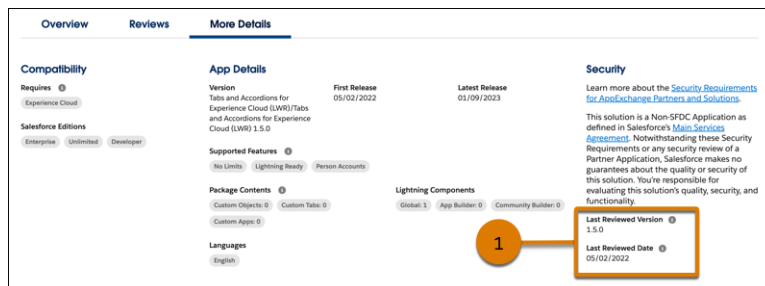 Overview Reviews More Details
Compatibility
Requires
Experience Cloud
Salesforce Editions
Enterprise Unlimited Developer
App Details
Version
Tabs and Accordions for
Experience Cloud (LWR)/Tabs
and Accordions for Experience
Cloud (LWR) 1.5.0
First Release
05/02/2022
Latest Release
01/09/2023
Supported Features
No Limits Lightning Ready Person Accounts
Package Contents
Custom Objects: 0 Custom Tabs: 0
Custom Apps: 0
Lightning Components
Global: 1 App Builder: 0 Community Builder: 0
Languages
English
Security
Learn more about the Security Requirements
for AppExchange Partners and Solutions.
This solution is a Non-SFDC Application as
defined in Salesforce's Main Services
Agreement. Notwithstanding these Security
Requirements or any security review of a
Partner Application, Salesforce makes no
guarantees about the quality or security of
this solution. You're responsible for
evaluating this solution's quality, security, and
functionality.
Last Reviewed Version
1.5.0
Last Reviewed Date
05/02/2022
1